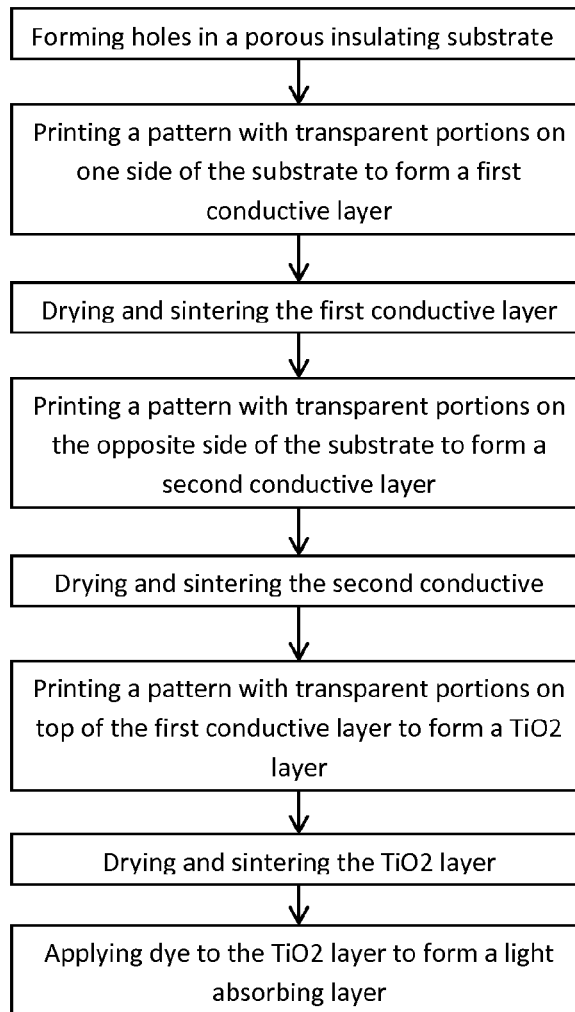 Forming holes in a porous insulating substrate
Printing a pattern with transparent portions on
one side of the substrate to form a first
conductive layer
Drying and sintering the first conductive layer
Printing a pattern with transparent portions on
the opposite side of the substrate to form a
second conductive layer
Drying and sintering the second conductive
Printing a pattern with transparent portions on
top of the first conductive layer to form a TiO2
layer
Drying and sintering the TiO2 layer
Applying dye to the TiO2 layer to form a light
absorbing layer